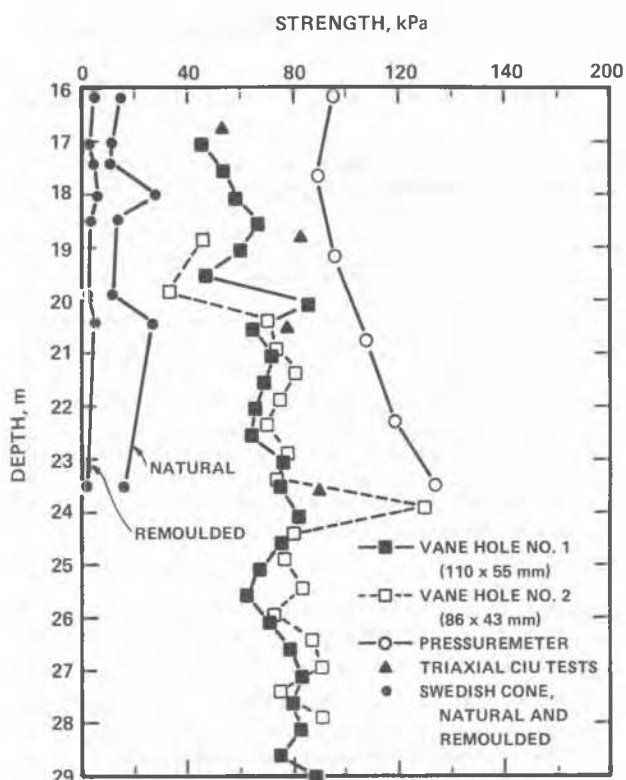 STRENGTH, kPa
0 40 80 120 140 200
16
17
18
19
20
21
22
23
24
25
26
27
28
29
DEPTH, m
NATURAL
REMOULDED
VANE HOLE NO. 1
(110 x 55 mm)
VANE HOLE NO. 2
(86 x 43 mm)
PRESSUREMETER
TRIAXIAL CIU TESTS
SWEDISH CONE,
NATURAL AND
REMOULDED